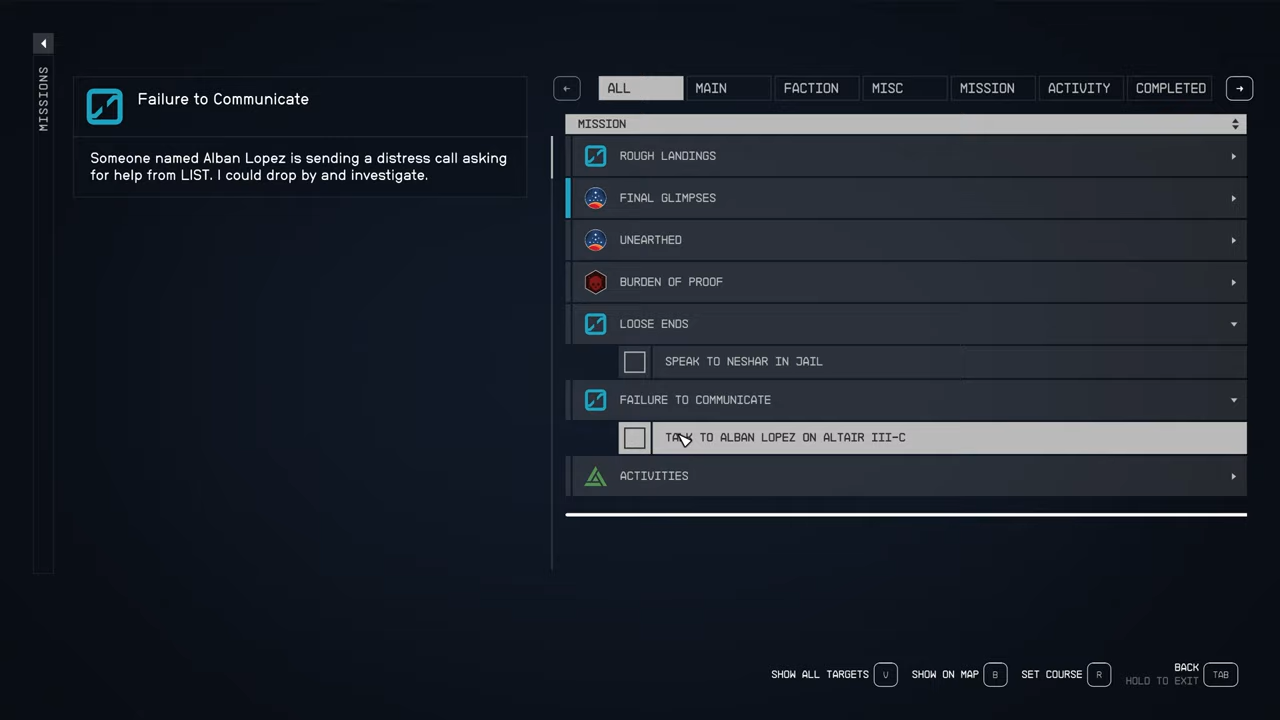 MISSIONS
Failure to Communicate
Someone named Alban Lopez is sending a distress call asking
for help from LIST. I could drop by and investigate.
ALL
MAIN
FACTION
MISC
MISSION
ACTIVITY
COMPLETED
MISSION
ROUGH LANDINGS
FINAL GLIMPSES
UNEARTHED
BURDEN OF PROOF
LOOSE ENDS
SPEAK TO NESHAR IN JAIL
FAILURE TO COMMUNICATE
TALK TO ALBAN LOPEZ ON ALTAIR III-C
ACTIVITIES
SHOW ALL TARGETS V
SHOW ON MAP B
SET COURSE R
BACK
HOLD TO EXIT
TAB